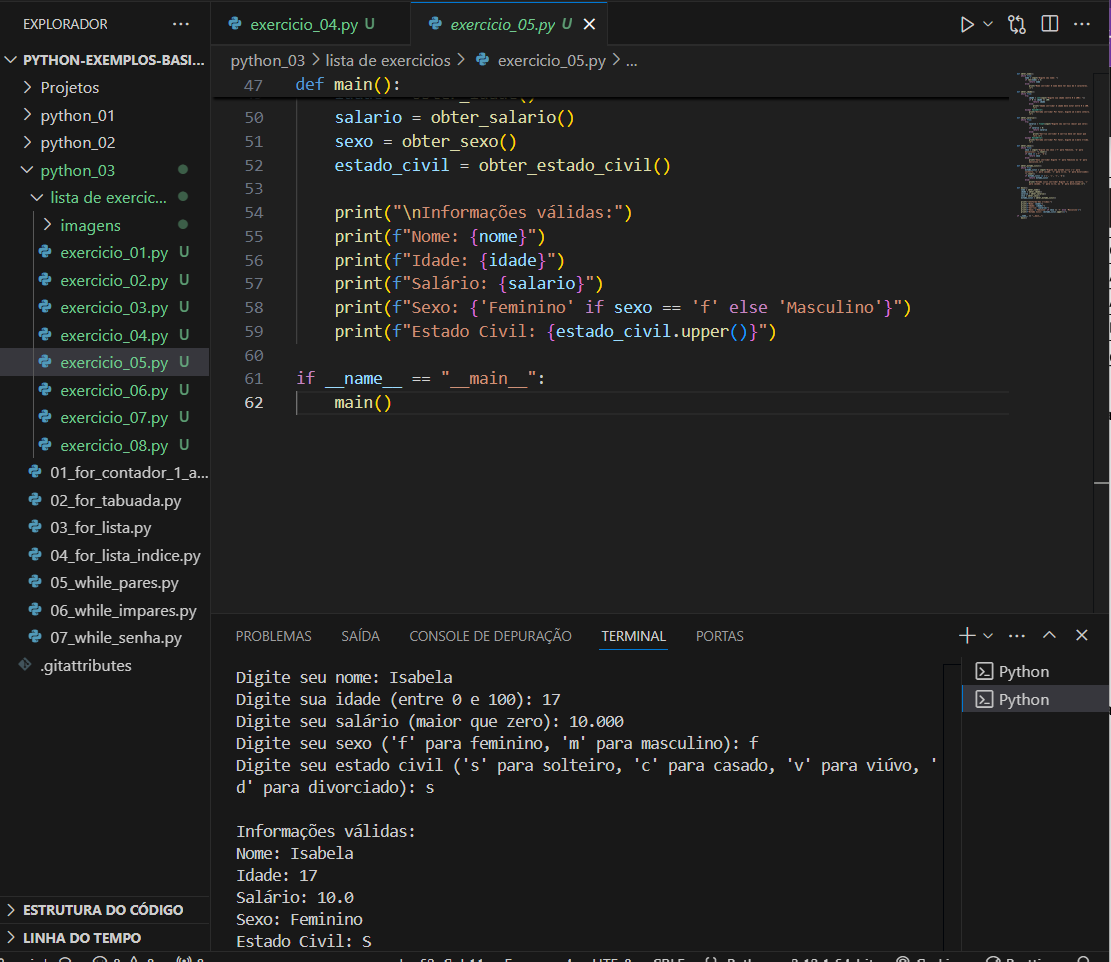 EXPLORADOR ...
exercicio_04.py U
exercicio_05.py U
PYTHON-EXEMPLOS-BASI...
Projetos
python_01
python_02
python_03
lista de exercic...
imagens
exercicio_01.py U
exercicio_02.py U
exercicio_03.py U
exercicio_04.py U
exercicio_05.py U
exercicio_06.py U
exercicio_07.py U
exercicio_08.py U
01_for_contador_1_a...
02_for_tabuada.py
03_for_lista.py
04_for_lista_indice.py
05_while_pares.py
06_while_impares.py
07_while_senha.py
.gitattributes
ESTRUTURA DO CÓDIGO
LINHA DO TEMPO
python_03 > lista de exercicios > exercicio_05.py > ...
47 def main():
50 salario = obter_salario()
51 sexo = obter_sexo()
52 estado_civil = obter_estado_civil()
53
54 print("\nInformações válidas:")
55 print(f"Nome: {nome}")
56 print(f"Idade: {idade}")
57 print(f"Salário: {salario}")
58 print(f"Sexo: {'Feminino' if sexo == 'f' else 'Masculino'}")
59 print(f"Estado Civil: {estado_civil.upper()}")
60
61 if __name__ == "__main__":
62 main()
PROBLEMAS SAÍDA CONSOLE DE DEPURAÇÃO TERMINAL PORTAS
Digite seu nome: Isabela
Digite sua idade (entre 0 e 100): 17
Digite seu salário (maior que zero): 10.000
Digite seu sexo ('f' para feminino, 'm' para masculino): f
Digite seu estado civil ('s' para solteiro, 'c' para casado, 'v' para viúvo, '
d' para divorciado): s
Informações válidas:
Nome: Isabela
Idade: 17
Salário: 10.0
Sexo: Feminino
Estado Civil: S
Python
Python